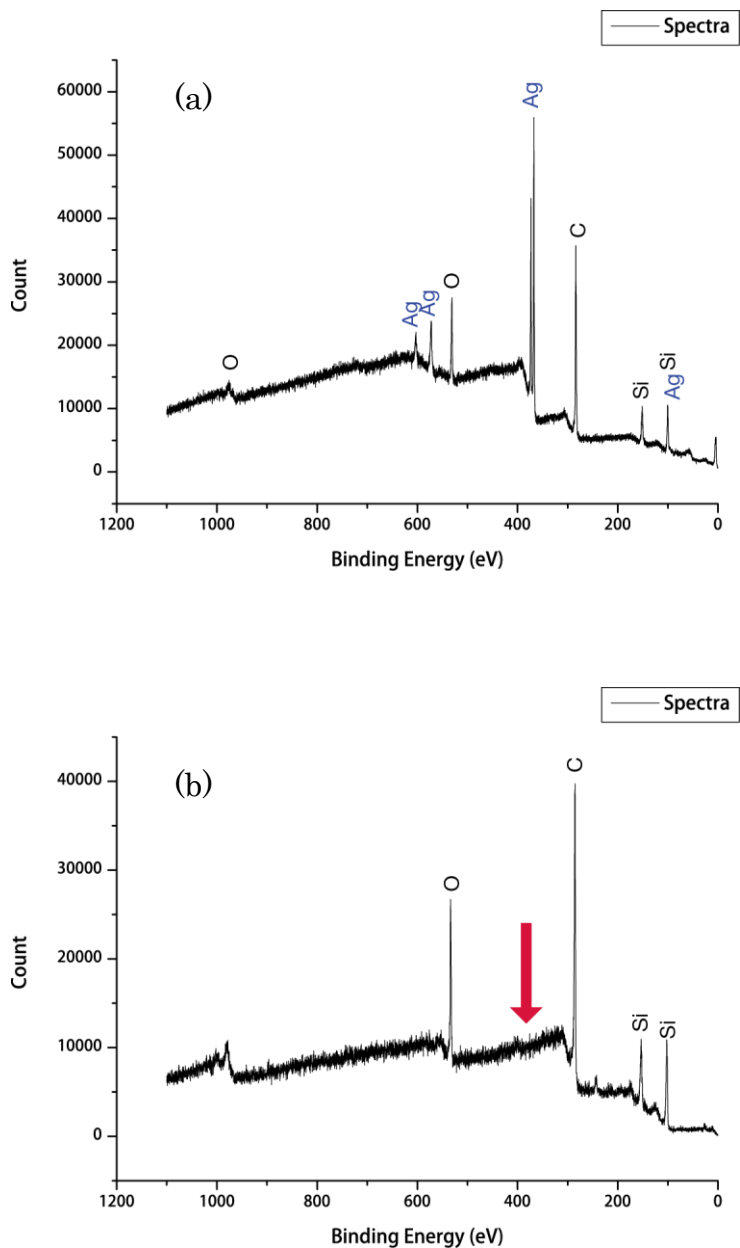 Spectra
(a)
60000
50000
40000
30000
20000
10000
0
Count
Ag
C
O
Ag
Ag
O
Si
Si
Ag
1200 1000 800 600 400 200 0
Binding Energy (eV)
Spectra
(b)
40000
30000
20000
10000
0
Count
C
O
Si
Si
1200 1000 800 600 400 200 0
Binding Energy (eV)